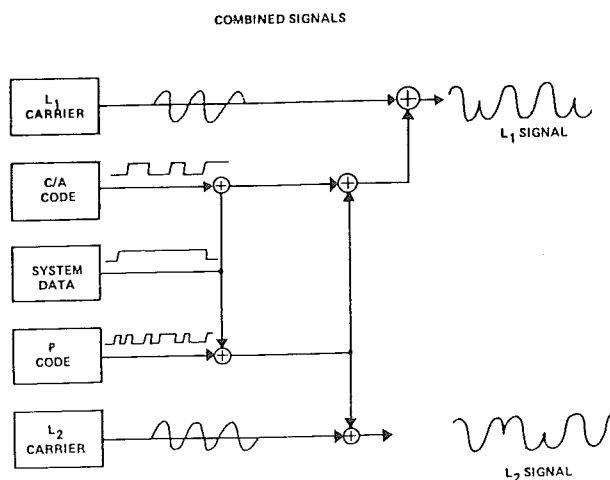 COMBINED SIGNALS
L1
CARRIER
L1 SIGNAL
C/A
CODE
SYSTEM
DATA
P
CODE
L2
CARRIER
L2 SIGNAL